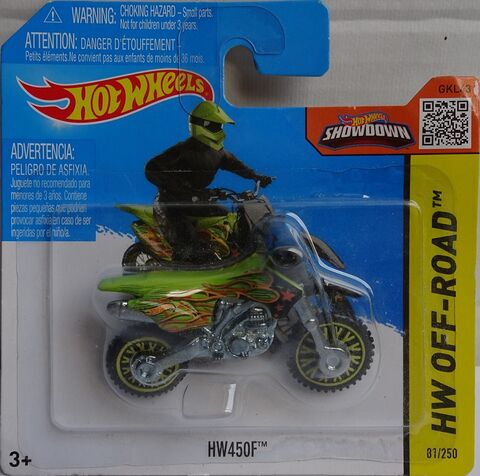 WARNING: CHOKING HAZARD - Small parts.
Not for children under 3 years.
ATTENTION: DANGER D'ÉTOUFFEMENT -
Petits éléments. Ne convient pas aux enfants de moins de 36 mois.
HOT WHEELS
ADVERTENCIA:
PELIGRO DE ASFIXIA.
Juguete no recomendado para
menores de 3 años. Contiene
piezas pequeñas que podrían
provocar asfixia en caso de ser
ingeridas por el niño/a.
HOT WHEELS
SHOWDOWN™
HW OFF-ROAD™
81/250
HW450F™
3+